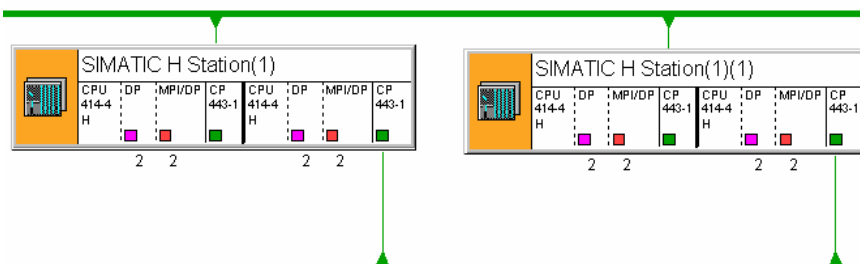 SIMATIC H Station(1)
CPU 414-4 H DP MPI/DP CP 443-1 CPU 414-4 H DP MPI/DP CP 443-1
2 2 2 2
SIMATIC H Station(1)(1)
CPU 414-4 H DP MPI/DP CP 443-1 CPU 414-4 H DP MPI/DP CP 443-1
2 2 2 2